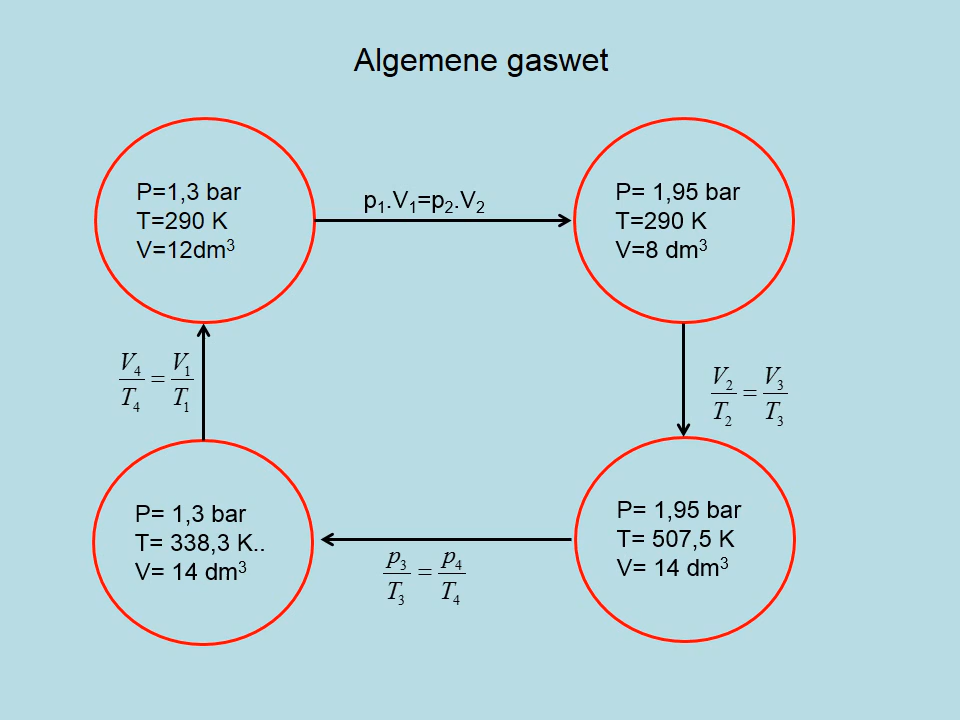 Algemene gaswet
P=1,3 bar
T=290 K
V=12dm³
p₁.V₁=p₂.V₂
P= 1,95 bar
T=290 K
V=8 dm³
V₄/T₄ = V₁/T₁
V₂/T₂ = V₃/T₃
P= 1,3 bar
T= 338,3 K..
V= 14 dm³
p₃/T₃ = p₄/T₄
P= 1,95 bar
T= 507,5 K
V= 14 dm³